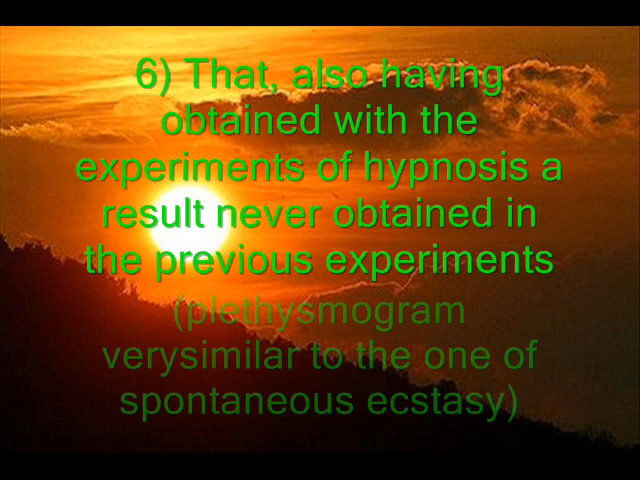 6) That, also having
obtained with the
experiments of hypnosis a
result never obtained in
the previous experiments
(plethysmogram
verysimilar to the one of
spontaneous ecstasy)